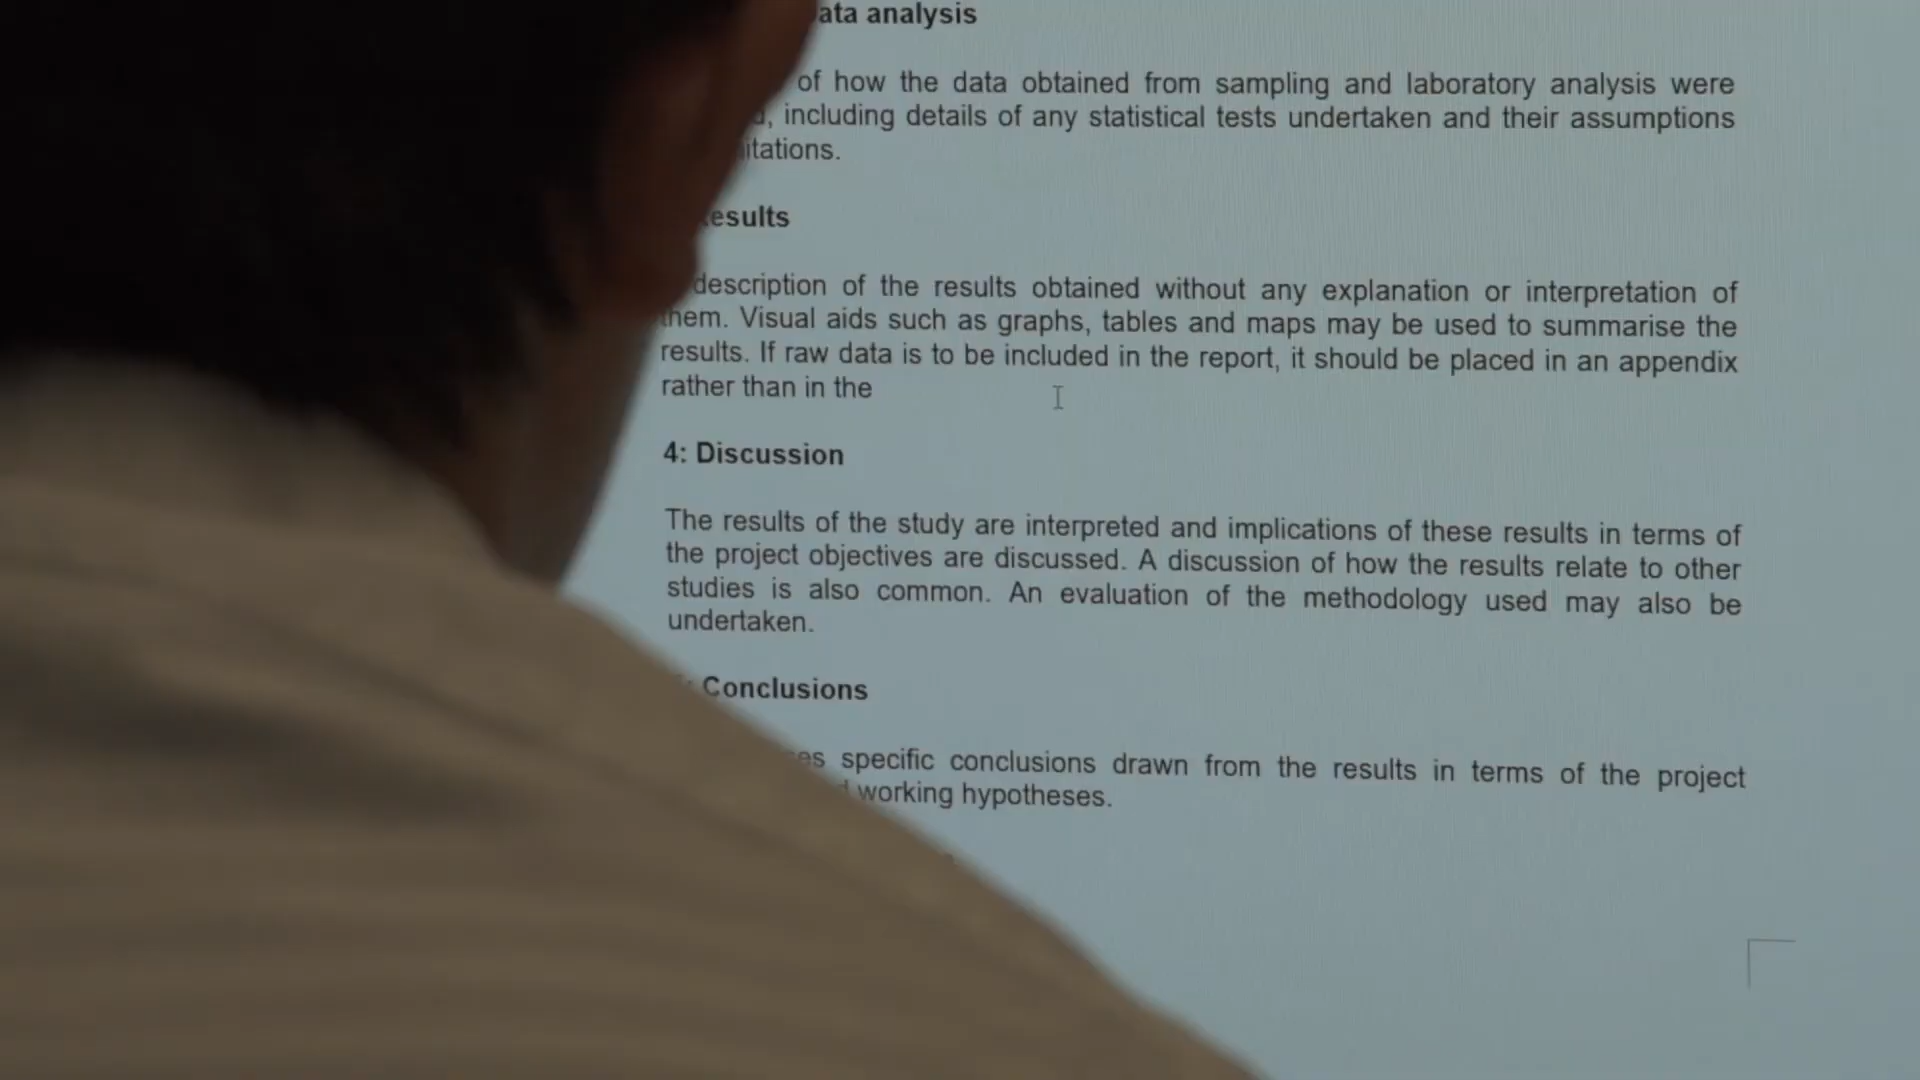 analysis
of how the data obtained from sampling and laboratory analysis were
including details of any statistical tests undertaken and their assumptions
description of the results obtained without any explanation or interpretation of
them. Visual aids such as graphs, tables and maps may be used to summarise the
results. If raw data is to be included in the report, it should be placed in an appendix
rather than in the
4: Discussion
The results of the study are interpreted and implications of these results in terms of
the project objectives are discussed. A discussion of how the results relate to other
studies is also common. An evaluation of the methodology used may also be
undertaken.
Conclusions
specific conclusions drawn from the results in terms of the project
working hypotheses.